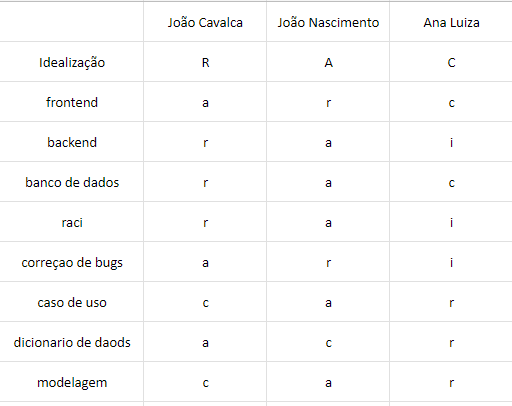 João Cavalca João Nascimento Ana Luiza
Idealização R A C
frontend a r c
backend r a i
banco de dados r a c
raci r a i
correçao de bugs a r i
caso de uso c a r
dicionario de daods a c r
modelagem c a r